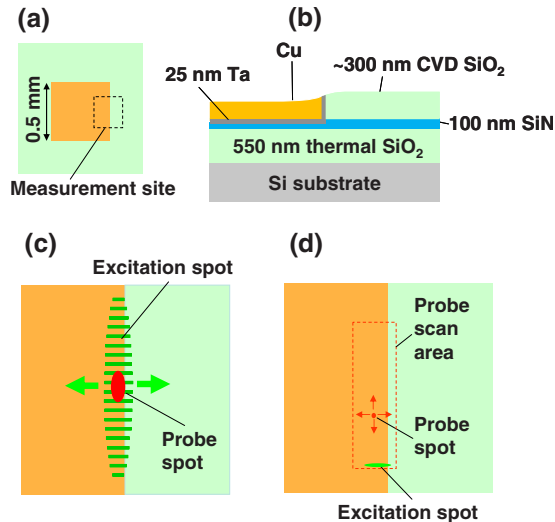 (a)
0.5 mm
Measurement site
(b)
Cu
25 nm Ta
~300 nm CVD SiO₂
100 nm SiN
550 nm thermal SiO₂
Si substrate
(c)
Excitation spot
Probe
spot
(d)
Probe
scan
area
Probe
spot
Excitation spot